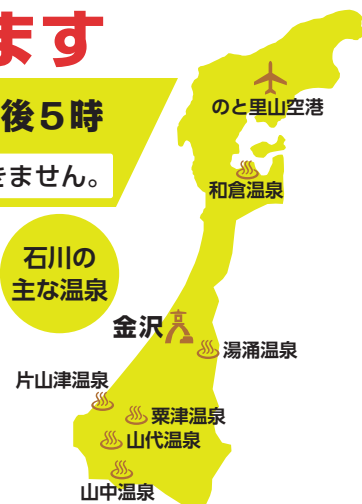 ます
後5時
きません。
のと里山空港
和倉温泉
石川の
主な温泉
金沢
湯涌温泉
片山津温泉
粟津温泉
山代温泉
山中温泉